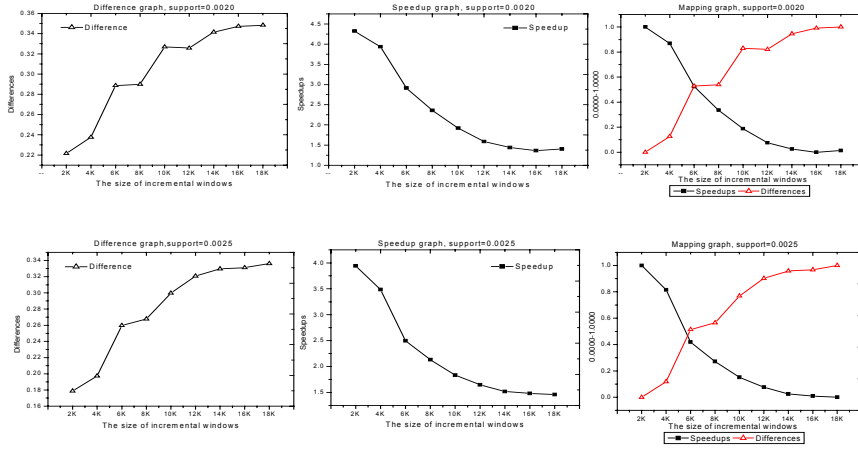 Difference graph, support=0.0020
Difference
Differences
0.36
0.34
0.32
0.30
0.28
0.26
0.24
0.22
--
2K 4K 6K 8K 10K 12K 14K 16K 18K
The size of incremental windows
Speedup graph, support=0.0020
Speedup
Speedups
4.5
4.0
3.5
3.0
2.5
2.0
1.5
1.0
--
2K 4K 6K 8K 10K 12K 14K 16K 18K
The size of incremental windows
Mapping graph, support=0.0020
0.0000-1.0000
1.0
0.8
0.6
0.4
0.2
0.0
--
2K 4K 6K 8K 10K 12K 14K 16K 18K
The size of incremental windows
Speedups Differences
Difference graph,support=0.0025
Difference
Differences
0.34
0.32
0.30
0.28
0.26
0.24
0.22
0.20
0.18
0.16
2K 4K 6K 8K 10K 12K 14K 16K 18K
The size of incremental windows
Speedup graph, support=0.0025
Speedup
Speedups
4.0
3.5
3.0
2.5
2.0
1.5
2K 4K 6K 8K 10K 12K 14K 16K 18K
The size of incremental windows
Mapping graph, support=0.0025
0.0000-1.0000
1.0
0.8
0.6
0.4
0.2
0.0
2K 4K 6K 8K 10K 12K 14K 16K 18K
The size of incremental windows
Speedups Differences